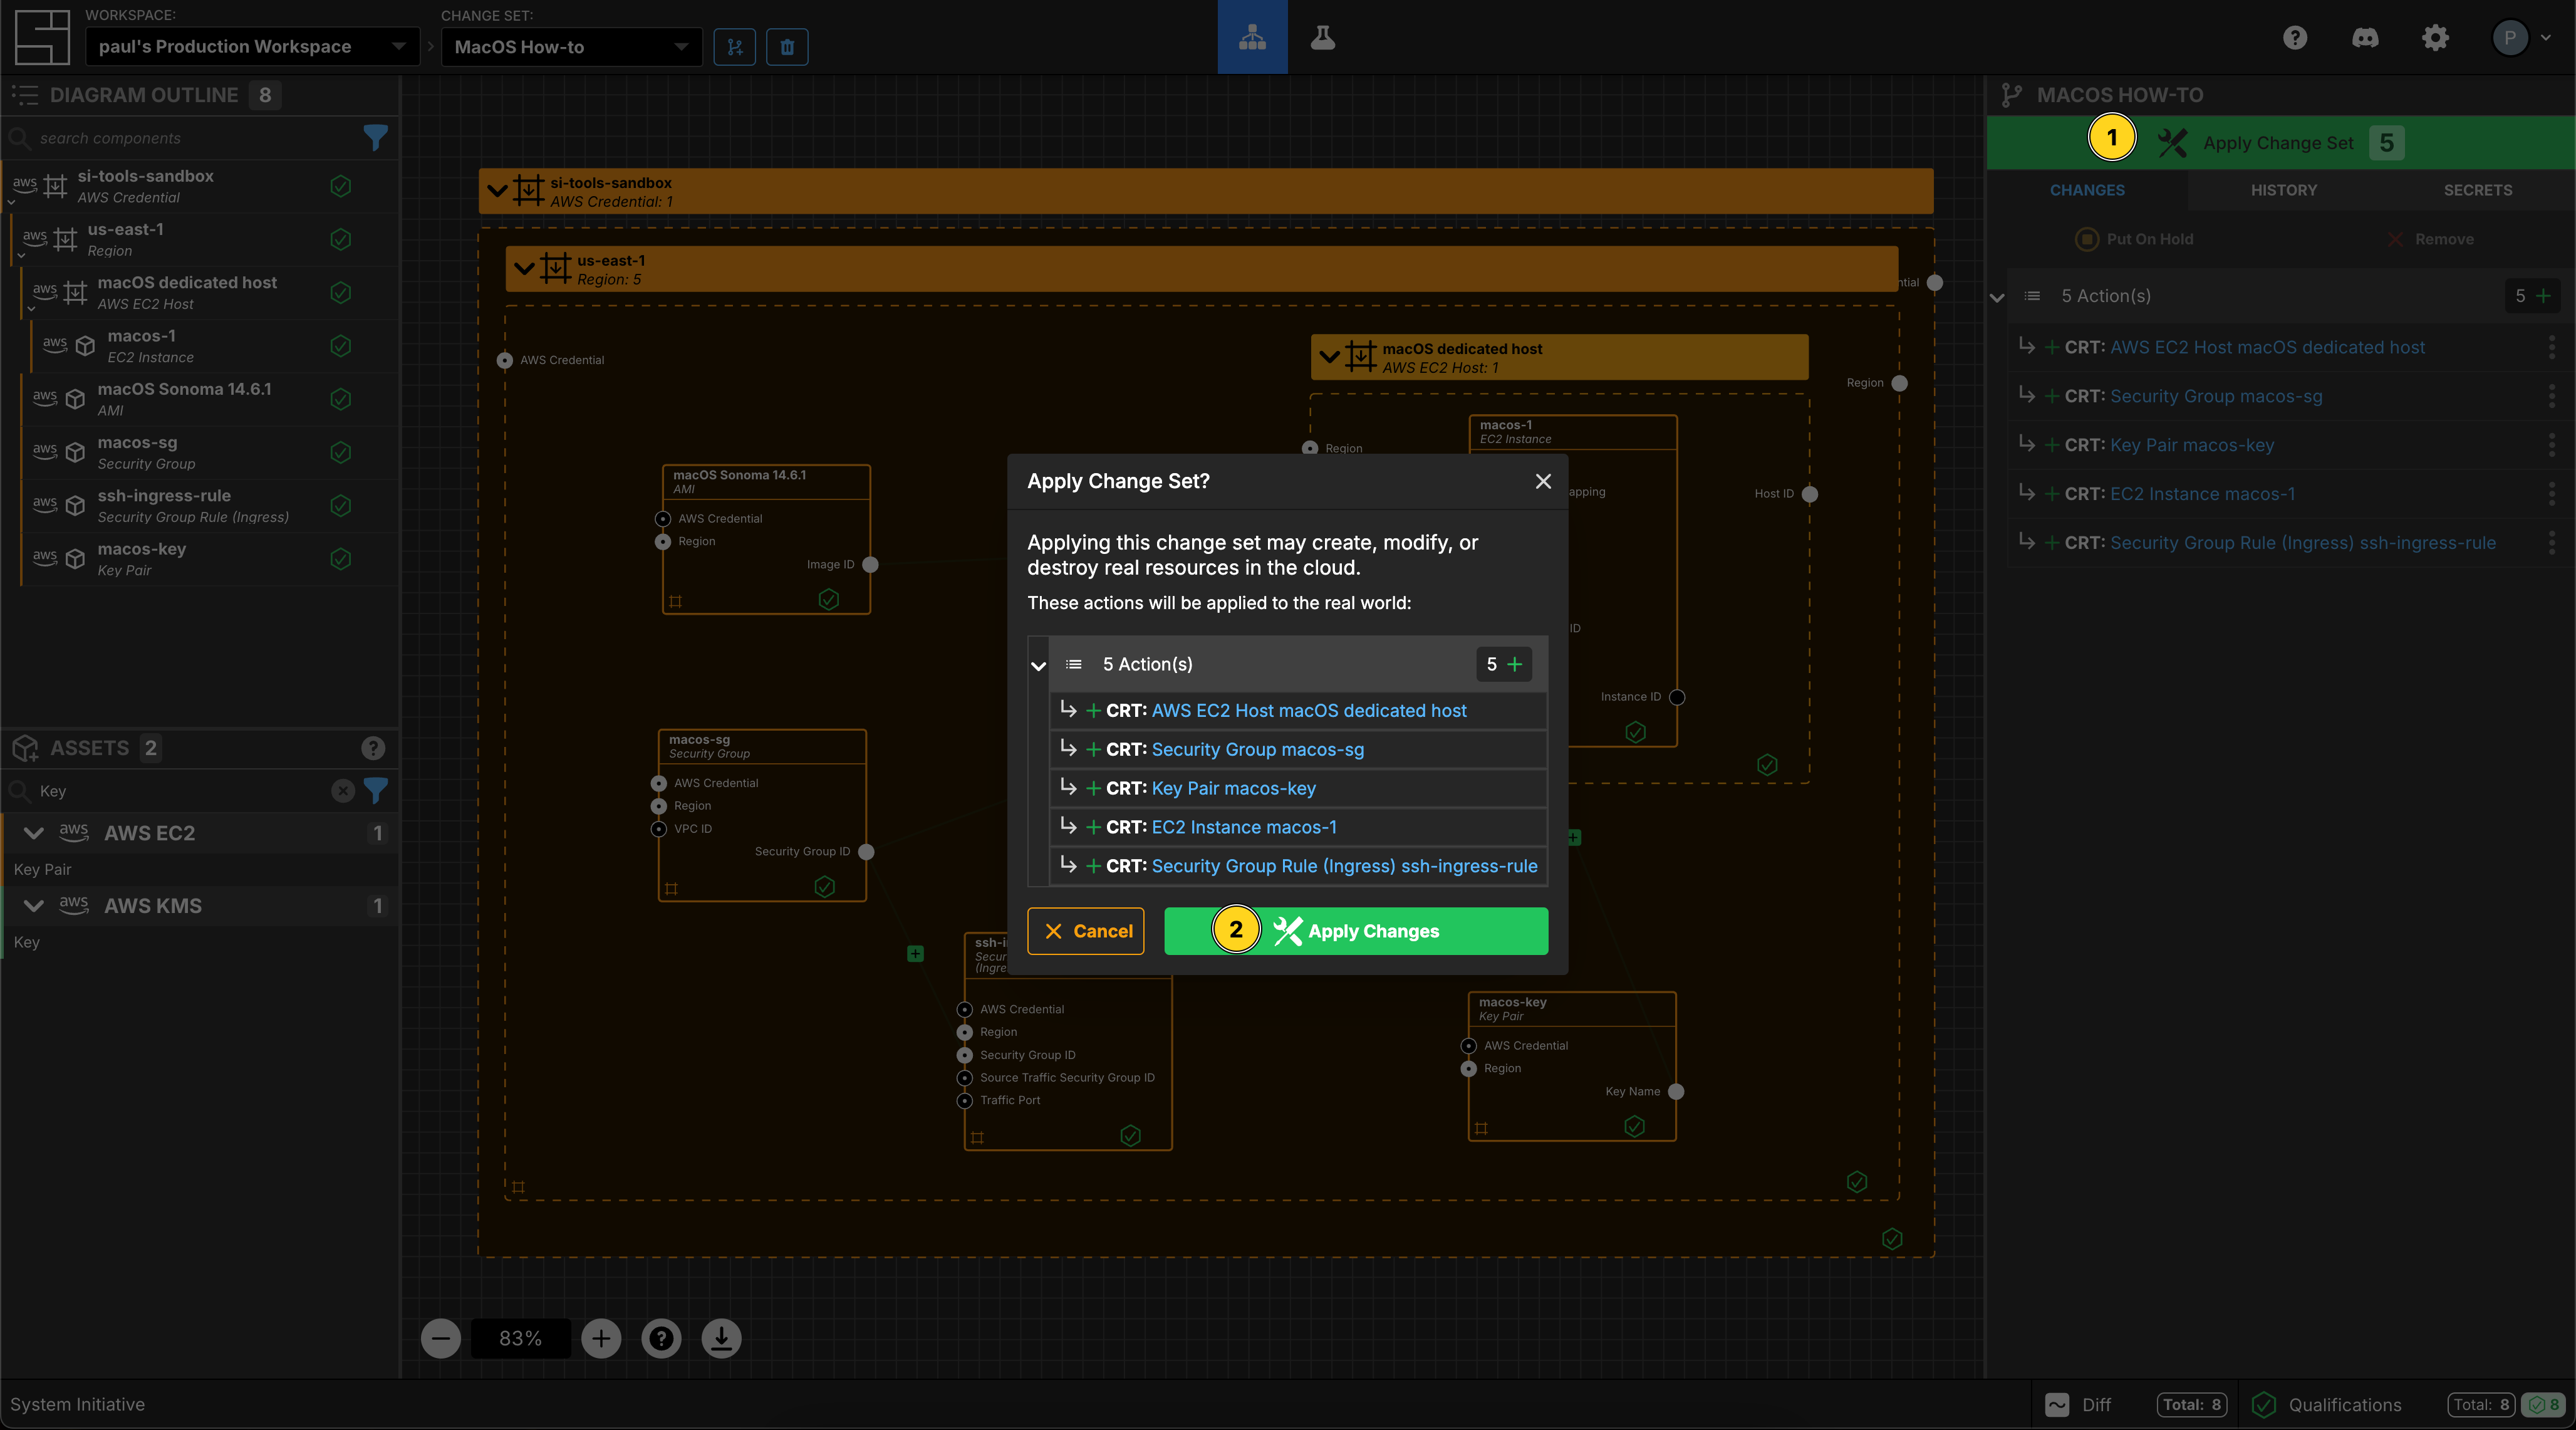 WORKSPACE:
paul's Production Workspace
CHANGE SET:
MacOS How-to
P
DIAGRAM OUTLINE 8
search components
aws
si-tools-sandbox
AWS Credential
aws
us-east-1
Region
aws
macOS dedicated host
AWS EC2 Host
aws
macos-1
EC2 Instance
aws
macOS Sonoma 14.6.1
AMI
aws
macos-sg
Security Group
aws
ssh-ingress-rule
Security Group Rule (Ingress)
aws
macos-key
Key Pair
ASSETS 2
Key
aws AWS EC2 1
Key Pair
aws AWS KMS 1
Key
si-tools-sandbox
AWS Credential: 1
us-east-1
Region: 5
ntial
AWS Credential
macOS dedicated host
AWS EC2 Host: 1
Region
Region
macos-1
EC2 Instance
apping
Host ID
ID
Instance ID
macOS Sonoma 14.6.1
AMI
AWS Credential
Region
Image ID
macos-sg
Security Group
AWS Credential
Region
VPC ID
Security Group ID
ssh-i
Secur
(Ingre
AWS Credential
Region
Security Group ID
Source Traffic Security Group ID
Traffic Port
macos-key
Key Pair
AWS Credential
Region
Key Name
Apply Change Set?
Applying this change set may create, modify, or
destroy real resources in the cloud.
These actions will be applied to the real world:
5 Action(s) 5 +
+ CRT: AWS EC2 Host macOS dedicated host
+ CRT: Security Group macos-sg
+ CRT: Key Pair macos-key
+ CRT: EC2 Instance macos-1
+ CRT: Security Group Rule (Ingress) ssh-ingress-rule
Cancel
2 Apply Changes
83%
MACOS HOW-TO
1 Apply Change Set 5
CHANGES HISTORY SECRETS
Put On Hold Remove
5 Action(s) 5 +
+ CRT: AWS EC2 Host macOS dedicated host
+ CRT: Security Group macos-sg
+ CRT: Key Pair macos-key
+ CRT: EC2 Instance macos-1
+ CRT: Security Group Rule (Ingress) ssh-ingress-rule
System Initiative
Diff Total: 8
Qualifications Total: 8 8